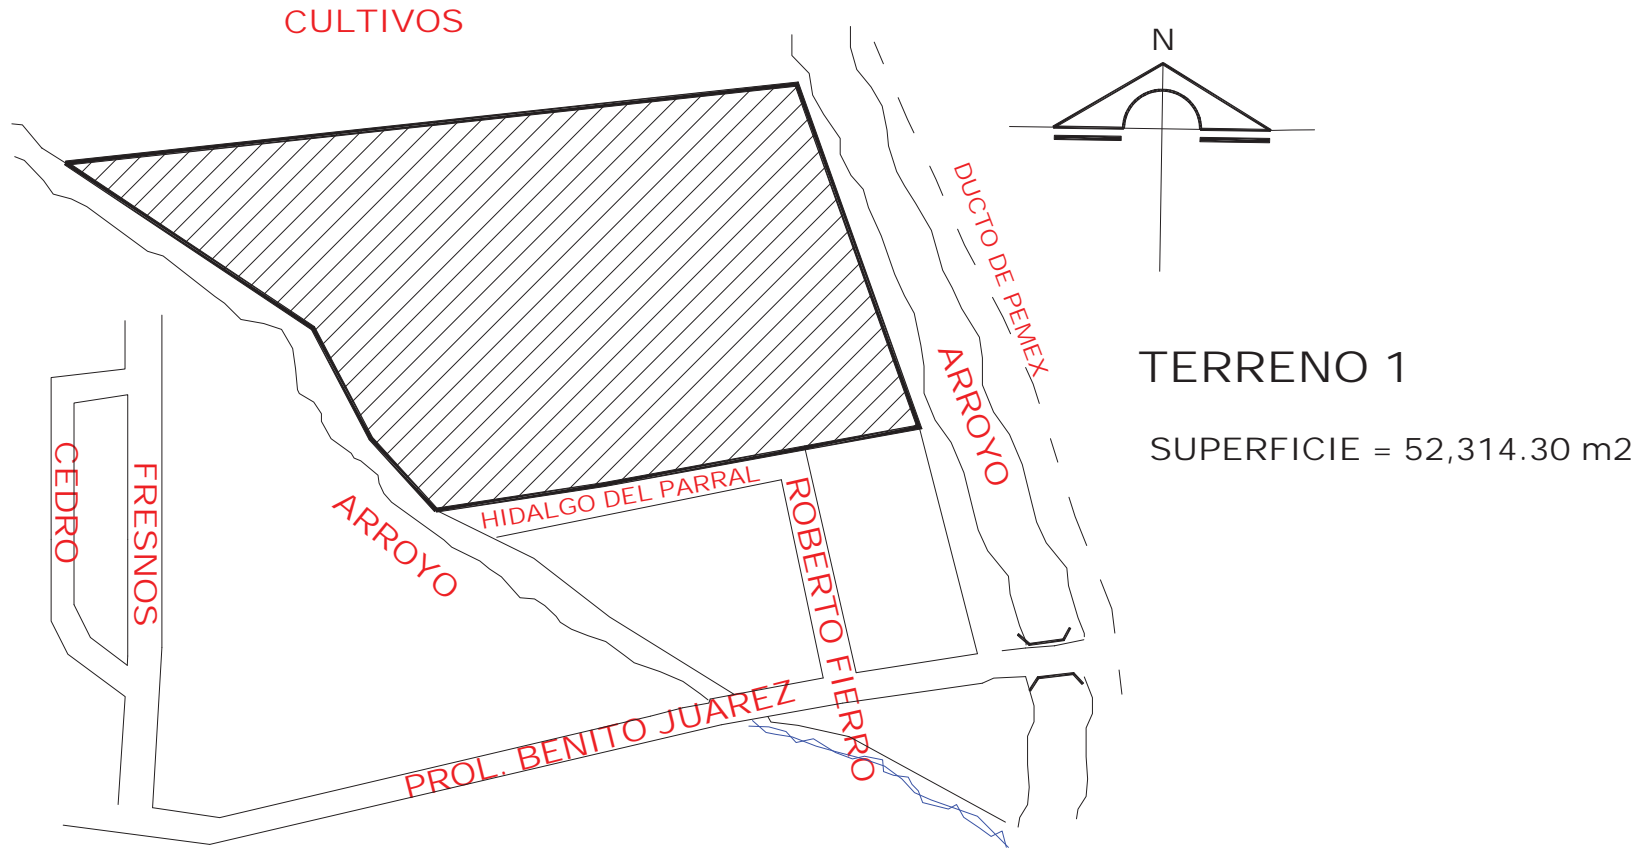 CULTIVOS
N
DUCTO DE PEMEX
TERRENO 1
ARROYO
SUPERFICIE = 52,314.30 m2
CEDRO
FRESNOS
ARROYO
HIDALGO DEL PARRAL
ROBERTO FIERRO
PROL. BENITO JUAREZ